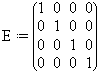 E := 
1 0 0 0
0 1 0 0
0 0 1 0
0 0 0 1